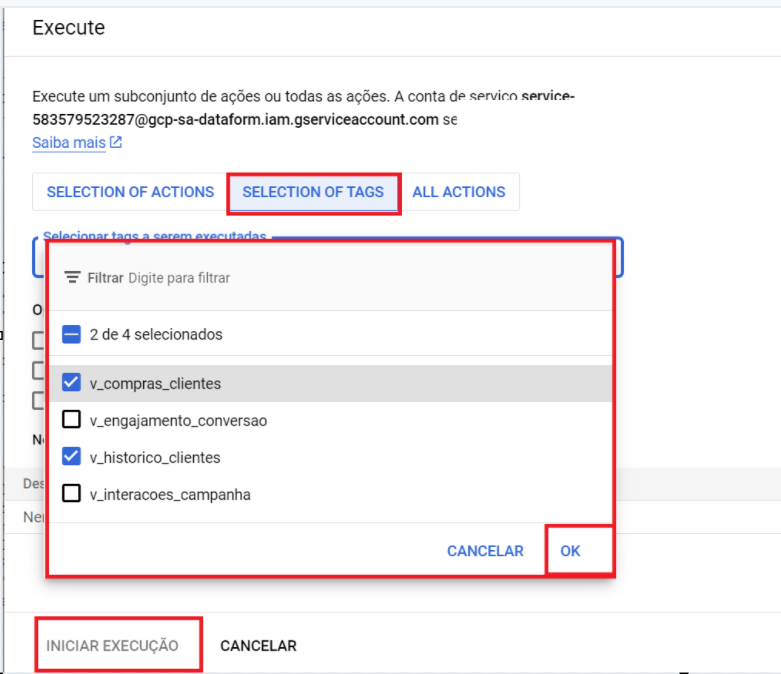 Execute
Execute um subconjunto de ações ou todas as ações. A conta de serviço service-
583579523287@gcp-sa-dataform.iam.gserviceaccount.com se
Saiba mais
SELECTION OF ACTIONS SELECTION OF TAGS ALL ACTIONS
Selecionar tags a serem executadas
Filtrar Digite para filtrar
2 de 4 selecionados
v_compras_clientes
v_engajamento_conversao
v_historico_clientes
v_interacoes_campanha
Des
CANCELAR OK
INICIAR EXECUÇÃO CANCELAR